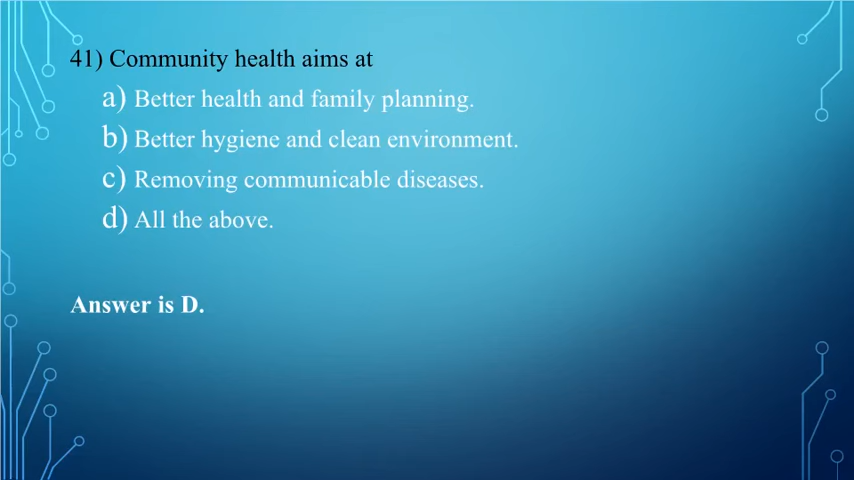 41) Community health aims at
a) Better health and family planning.
b) Better hygiene and clean environment.
c) Removing communicable diseases.
d) All the above.
Answer is D.